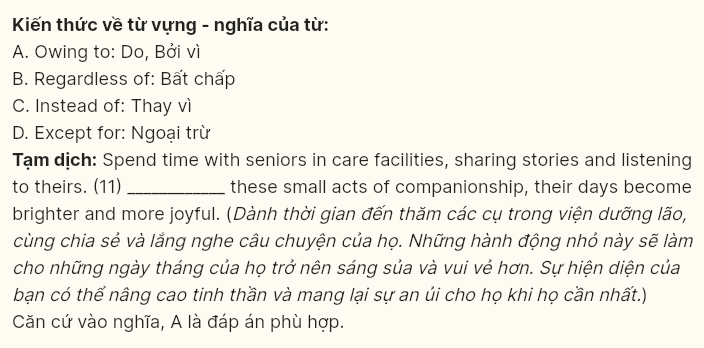 Kiến thức về từ vựng - nghĩa của từ:
A. Owing to: Do, Bởi vì
B. Regardless of: Bất chấp
C. Instead of: Thay vì
D. Except for: Ngoại trừ
Tạm dịch: Spend time with seniors in care facilities, sharing stories and listening
to theirs. (11) ____________ these small acts of companionship, their days become
brighter and more joyful. (Dành thời gian đến thăm các cụ trong viện dưỡng lão,
cùng chia sẻ và lắng nghe câu chuyện của họ. Những hành động nhỏ này sẽ làm
cho những ngày tháng của họ trở nên sáng sủa và vui vẻ hơn. Sự hiện diện của
bạn có thể nâng cao tinh thần và mang lại sự an ủi cho họ khi họ cần nhất.)
Căn cứ vào nghĩa, A là đáp án phù hợp.